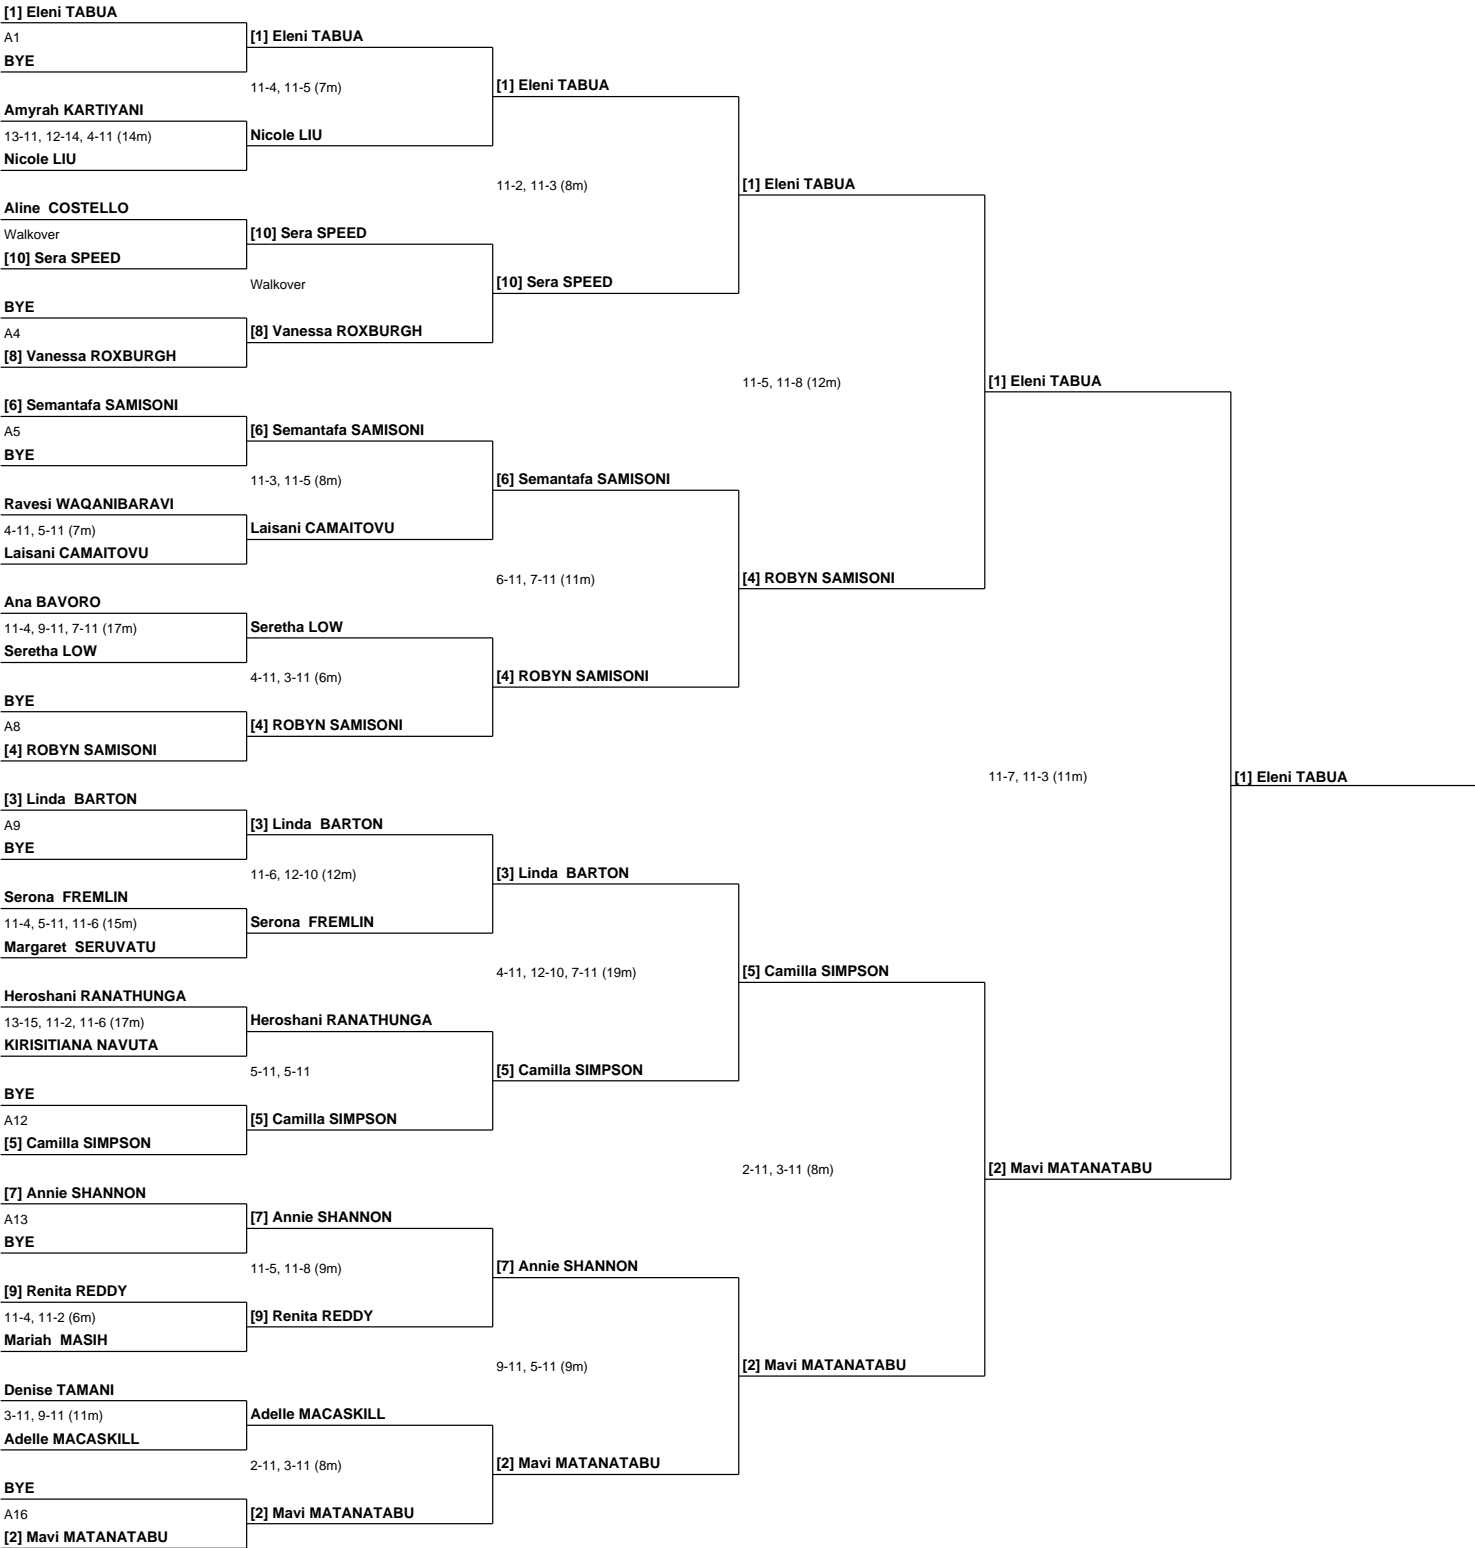 [1] Eleni TABUA
A1
BYE
Amyrah KARTIYANI
13-11, 12-14, 4-11 (14m)
Nicole LIU
Aline  COSTELLO
Walkover
[10] Sera SPEED
BYE
A4
[8] Vanessa ROXBURGH
[6] Semantafa SAMISONI
A5
BYE
Ravesi WAQANIBARAVI
4-11, 5-11 (7m)
Laisani CAMAITOVU
Ana BAVORO
11-4, 9-11, 7-11 (17m)
Seretha LOW
BYE
A8
[4] ROBYN SAMISONI
[3] Linda  BARTON
A9
BYE
Serona  FREMLIN
11-4, 5-11, 11-6 (15m)
Margaret  SERUVATU
Heroshani RANATHUNGA
13-15, 11-2, 11-6 (17m)
KIRISITIANA NAVUTA
BYE
A12
[5] Camilla SIMPSON
[7] Annie SHANNON
A13
BYE
[9] Renita REDDY
11-4, 11-2 (6m)
Mariah  MASIH
Denise TAMANI
3-11, 9-11 (11m)
Adelle MACASKILL
BYE
A16
[2] Mavi MATANATABU
[1] Eleni TABUA
11-4, 11-5 (7m)
Nicole LIU
[10] Sera SPEED
Walkover
[8] Vanessa ROXBURGH
[6] Semantafa SAMISONI
11-3, 11-5 (8m)
Laisani CAMAITOVU
Seretha LOW
4-11, 3-11 (6m)
[4] ROBYN SAMISONI
[3] Linda  BARTON
11-6, 12-10 (12m)
Serona  FREMLIN
Heroshani RANATHUNGA
5-11, 5-11
[5] Camilla SIMPSON
[7] Annie SHANNON
11-5, 11-8 (9m)
[9] Renita REDDY
Adelle MACASKILL
2-11, 3-11 (8m)
[2] Mavi MATANATABU
[1] Eleni TABUA
11-2, 11-3 (8m)
[10] Sera SPEED
[6] Semantafa SAMISONI
6-11, 7-11 (11m)
[4] ROBYN SAMISONI
[3] Linda  BARTON
4-11, 12-10, 7-11 (19m)
[5] Camilla SIMPSON
[7] Annie SHANNON
9-11, 5-11 (9m)
[2] Mavi MATANATABU
[1] Eleni TABUA
11-5, 11-8 (12m)
[4] ROBYN SAMISONI
[5] Camilla SIMPSON
2-11, 3-11 (8m)
[2] Mavi MATANATABU
[1] Eleni TABUA
11-7, 11-3 (11m)
[2] Mavi MATANATABU
[1] Eleni TABUA